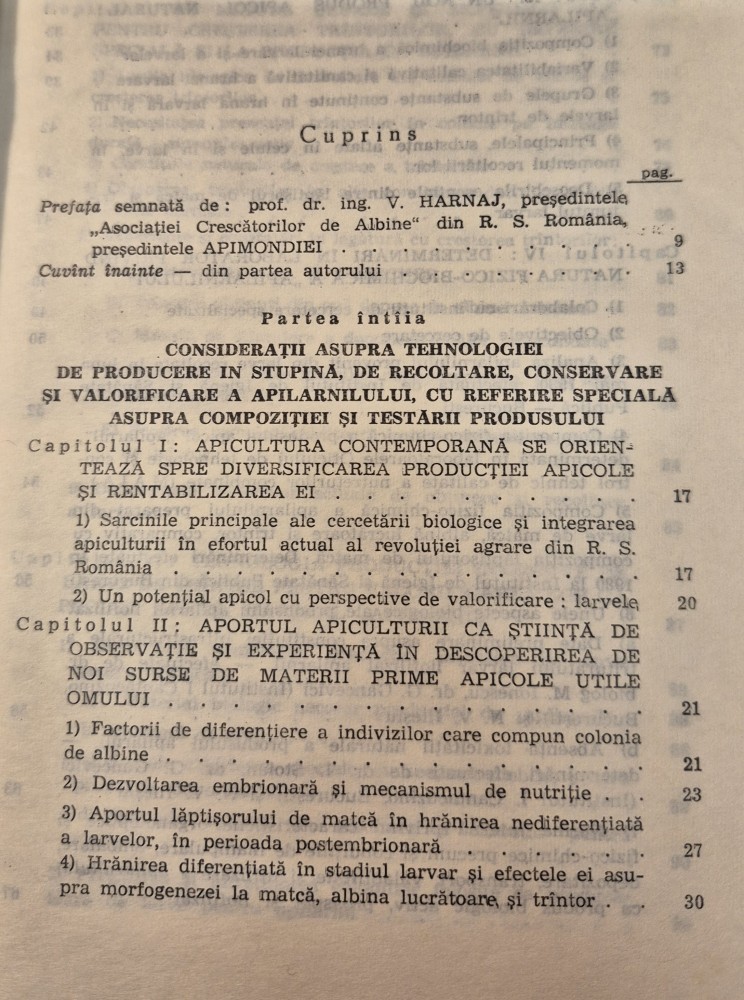 Cuprins
pag.
Prefața semnată de : prof. dr. ing. V. HARNAJ, președintele
„Asociației Crescătorilor de Albine“ din R. S. România,
președintele APIMONDIEI . . . . . . . . . 9
Cuvînt înainte — din partea autorului . . . . . . . 13
Partea întîia
CONSIDERAȚII ASUPRA TEHNOLOGIEI
DE PRODUCERE IN STUPINĂ, DE RECOLTARE, CONSERVARE
ȘI VALORIFICARE A APILARNILULUI, CU REFERIRE SPECIALĂ
ASUPRA COMPOZIȚIEI ȘI TESTĂRII PRODUSULUI
Capitolul I : APICULTURA CONTEMPORANĂ SE ORIEN-
TEAZĂ SPRE DIVERSIFICAREA PRODUCȚIEI APICOLE
ȘI RENTABILIZAREA EI . . . . . . . . . 17
1) Sarcinile principale ale cercetării biologice și integrarea
apiculturii în efortul actual al revoluției agrare din R. S.
România . . . . . . . . . . . . . . 17
2) Un potențial apicol cu perspective de valorificare : larvele, 20
Capitolul II : APORTUL APICULTURII CA ȘTIINȚĂ DE
OBSERVAȚIE ȘI EXPERIENȚĂ ÎN DESCOPERIREA DE
NOI SURSE DE MATERII PRIME APICOLE UTILE
OMULUI . . . . . . . . . . . . . . 21
1) Factorii de diferențiere a indivizilor care compun colonia
de albine . . . . . . . . . . . . . . 21
2) Dezvoltarea embrionară și mecanismul de nutriție . . 23
3) Aportul lăptișorului de matcă în hrănirea nediferențiată
a larvelor, în perioada postembrionară . . . . . . 27
4) Hrănirea diferențiată în stadiul larvar și efectele ei asu-
pra morfogenezei la matcă, albina lucrătoare, și trîntor . . 30